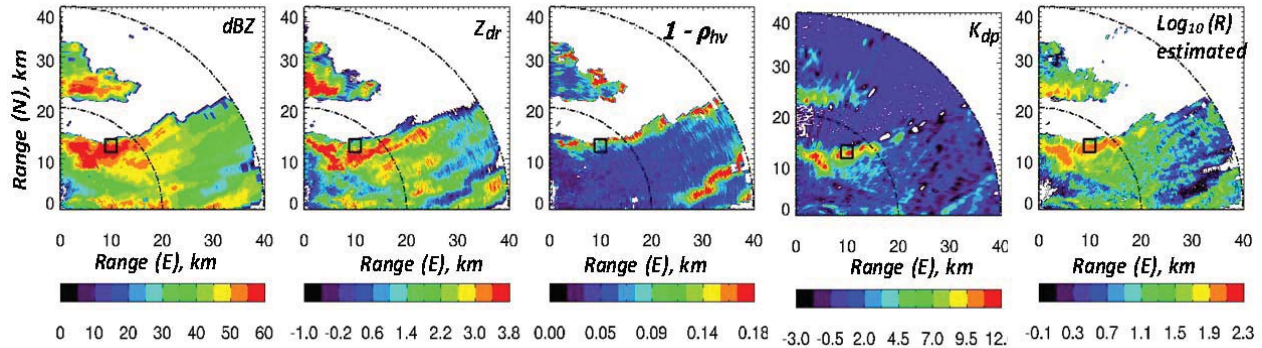 dBZ
Z_dr
1 - ρ_hv
K_dp
Log₁₀ (R)
estimated
Range (N), km
40
30
20
10
0
40
30
20
10
0
40
30
20
10
0
40
30
20
10
0
40
30
20
10
0
0 10 20 30 40
0 10 20 30 40
0 10 20 30 40
0 10 20 30 40
0 10 20 30 40
Range (E), km
Range (E), km
Range (E), km
Range (E), km
Range (E), km
0 10 20 30 40 50 60
-1.0 -0.2 0.6 1.4 2.2 3.0 3.8
0.00 0.05 0.09 0.14 0.18
-3.0 -0.5 2.0 4.5 7.0 9.5 12.
-0.1 0.3 0.7 1.1 1.5 1.9 2.3